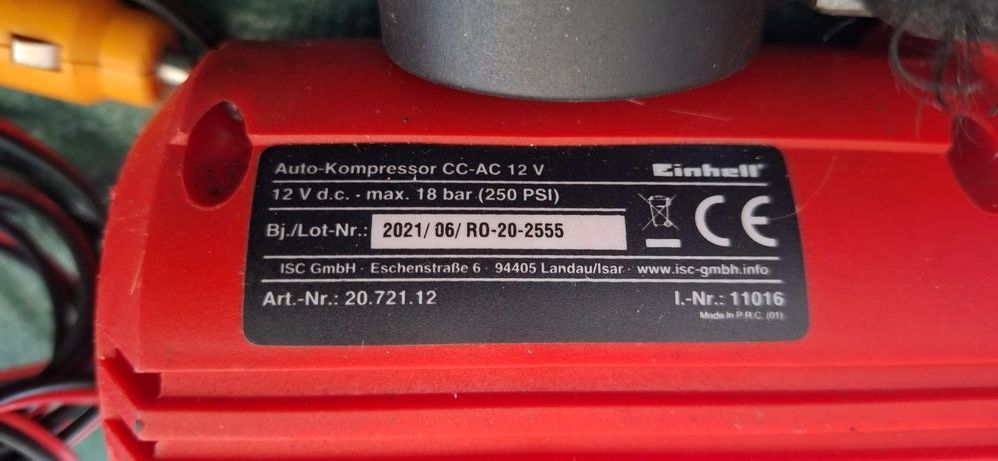 Auto-Kompressor CC-AC 12 V
Einhell
12 V d.c. - max. 18 bar (250 PSI)
Bj./Lot-Nr.: 2021/ 06/ RO-20-2555
CE
ISC GmbH · Eschenstraße 6 · 94405 Landau/Isar · www.isc-gmbh.info
Art.-Nr.: 20.721.12
I.-Nr.: 11016
Made in P.R.C. (01)